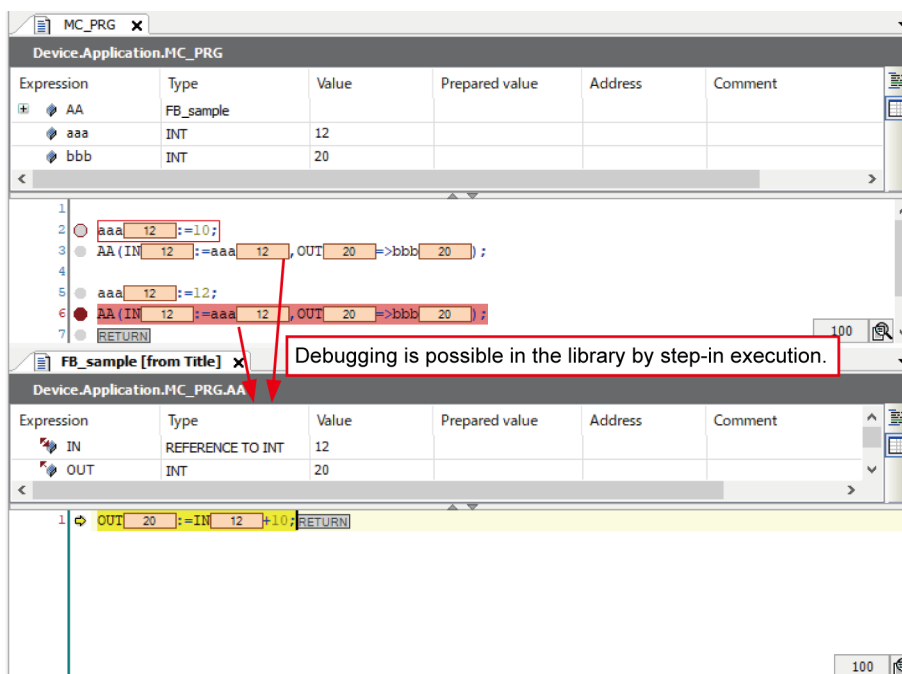 MC_PRG
Device.Application.MC_PRG
Expression Type Value Prepared value Address Comment
AA FB_sample
aaa INT 12
bbb INT 20
1
2 aaa 12 :=10;
3 AA(IN 12 :=aaa 12 ,OUT 20 =>bbb 20 );
4
5 aaa 12 :=12;
6 AA(IN 12 :=aaa 12 ,OUT 20 =>bbb 20 );
7 RETURN
100
Debugging is possible in the library by step-in execution.
FB_sample [from Title]
Device.Application.MC_PRG.AA
Expression Type Value Prepared value Address Comment
IN REFERENCE TO INT 12
OUT INT 20
1 OUT 20 :=IN 12 +10;RETURN
100